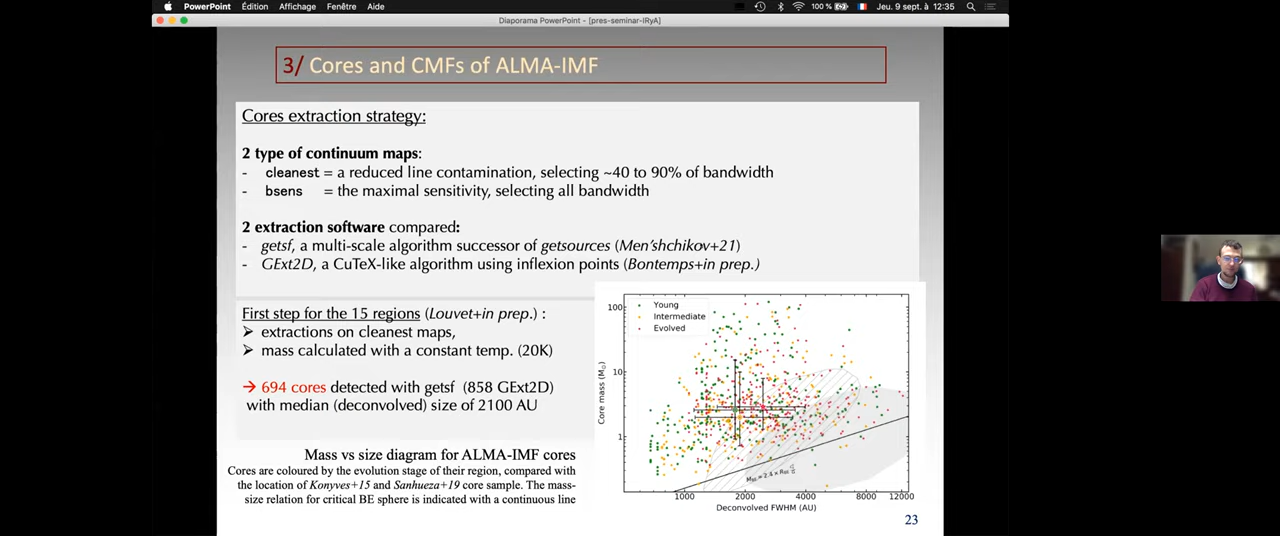 PowerPoint Édition Affichage Fenêtre Aide 100 % Jeu. 9 sept. à 12:35
Diaporama PowerPoint - [pres-seminar-IRyA]
3/ Cores and CMFs of ALMA-IMF
Cores extraction strategy:
2 type of continuum maps:
- cleanest = a reduced line contamination, selecting ~40 to 90% of bandwidth
- bsens = the maximal sensitivity, selecting all bandwidth
2 extraction software compared:
- getsf, a multi-scale algorithm successor of getsources (Men'shchikov+21)
- GExt2D, a CuTeX-like algorithm using inflexion points (Bontemps+in prep.)
First step for the 15 regions (Louvet+in prep.) :
➢ extractions on cleanest maps,
➢ mass calculated with a constant temp. (20K)
→ 694 cores detected with getsf (858 GExt2D)
with median (deconvolved) size of 2100 AU
Mass vs size diagram for ALMA-IMF cores
Cores are coloured by the evolution stage of their region, compared with
the location of Konyves+15 and Sanhueza+19 core sample. The mass-
size relation for critical BE sphere is indicated with a continuous line
Young
Intermediate
Evolved
100
10
1
Core mass (M⊙)
1000 2000 4000 8000 12000
Deconvolved FWHM (AU)
23